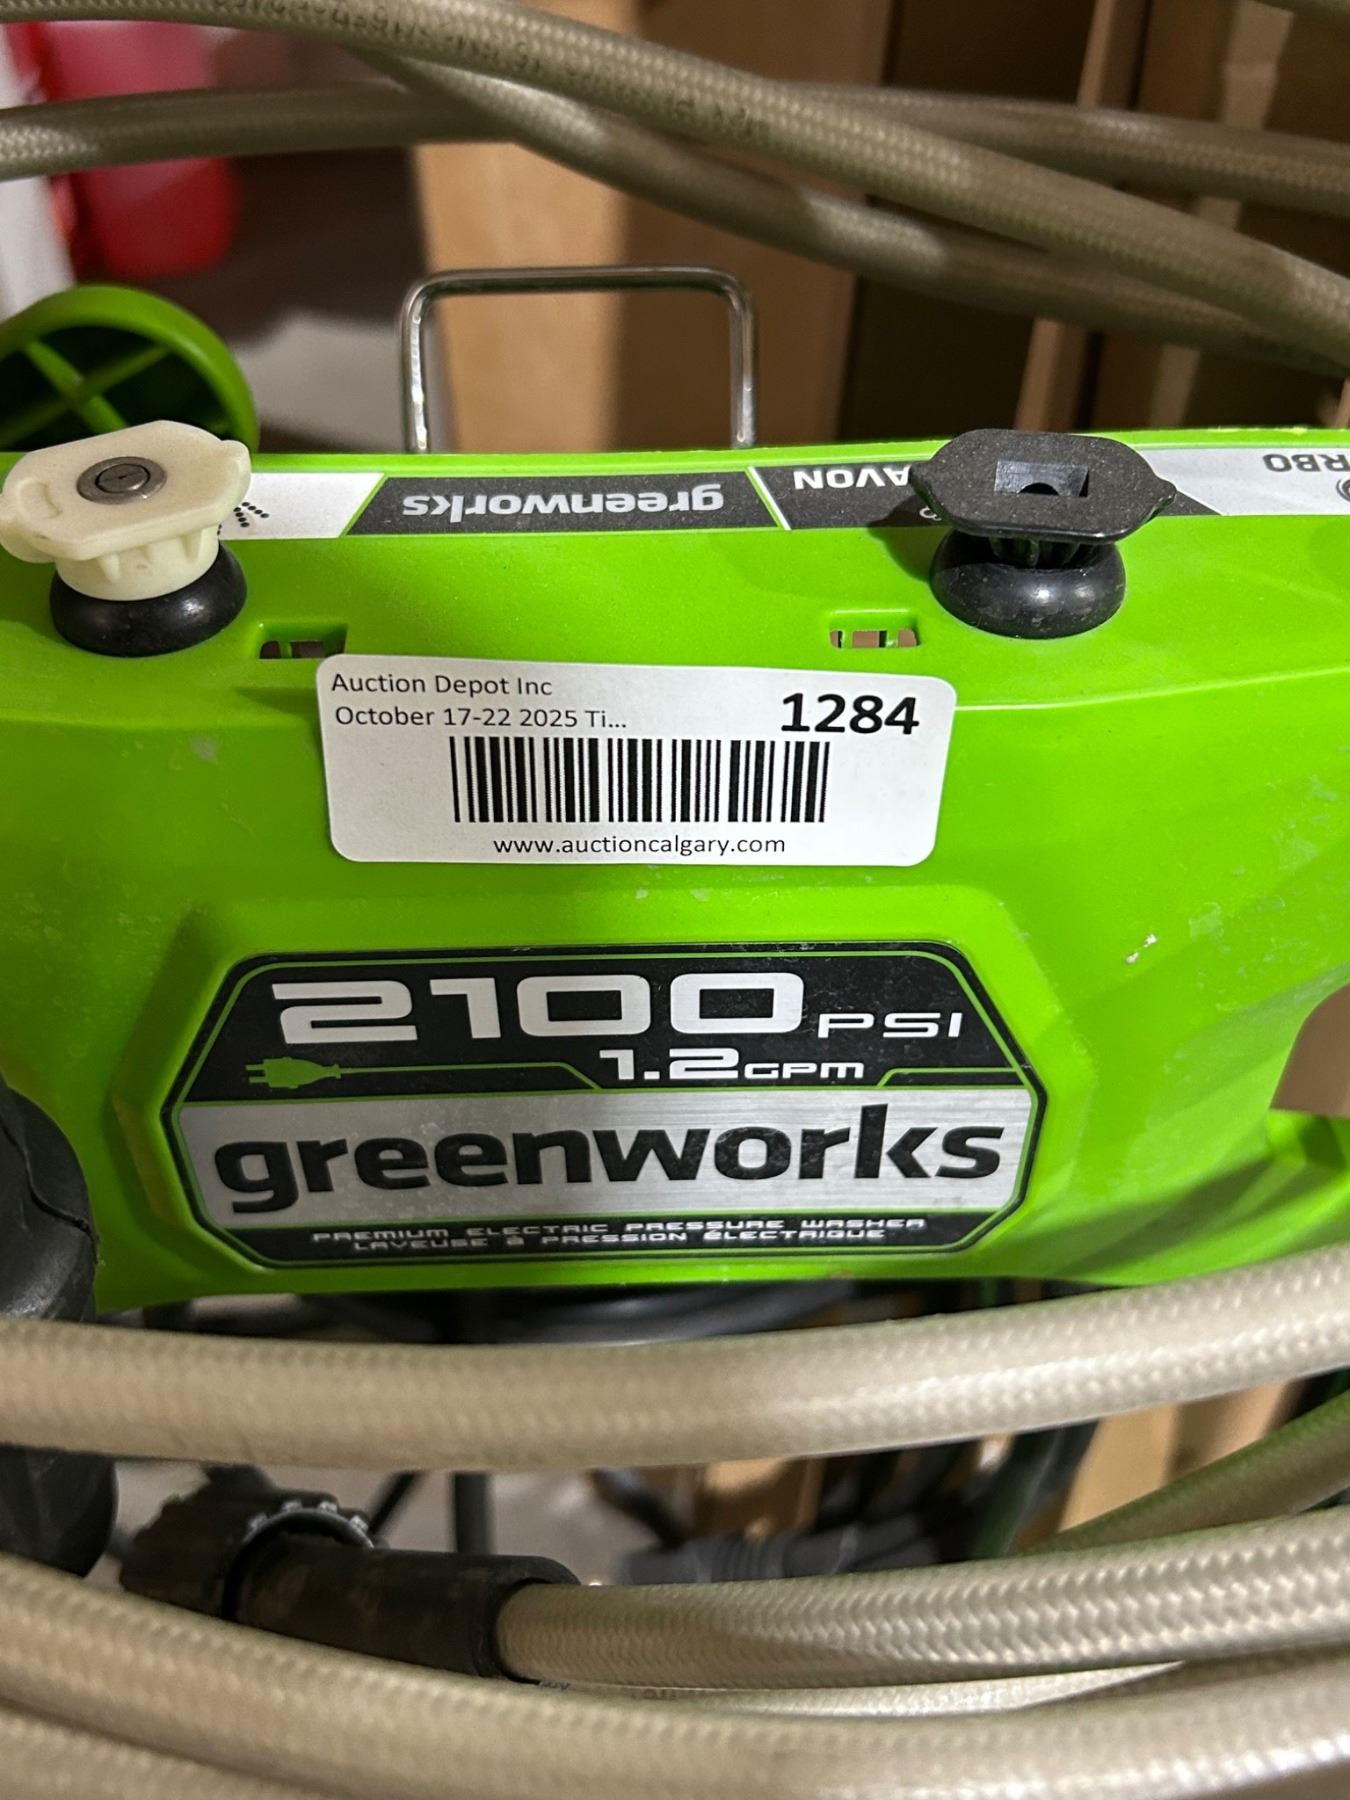 greenworks
AVON
RBO
Auction Depot Inc
October 17-22 2025 Ti...
1284
www.auctioncalgary.com
2100 PSI
1.2 GPM
greenworks
PREMIUM ELECTRIC PRESSURE WASHER
LAVEUSE À PRESSION ÉLECTRIQUE